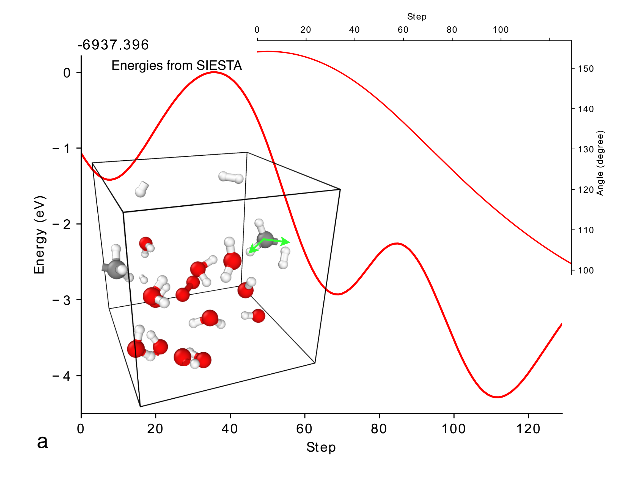 Step
0 20 40 60 80 100
-6937.396
Energies from SIESTA
0
−1
−2
−3
−4
Energy (eV)
150
140
130
120
110
100
Angle (degree)
0 20 40 60 80 100 120
Step
a